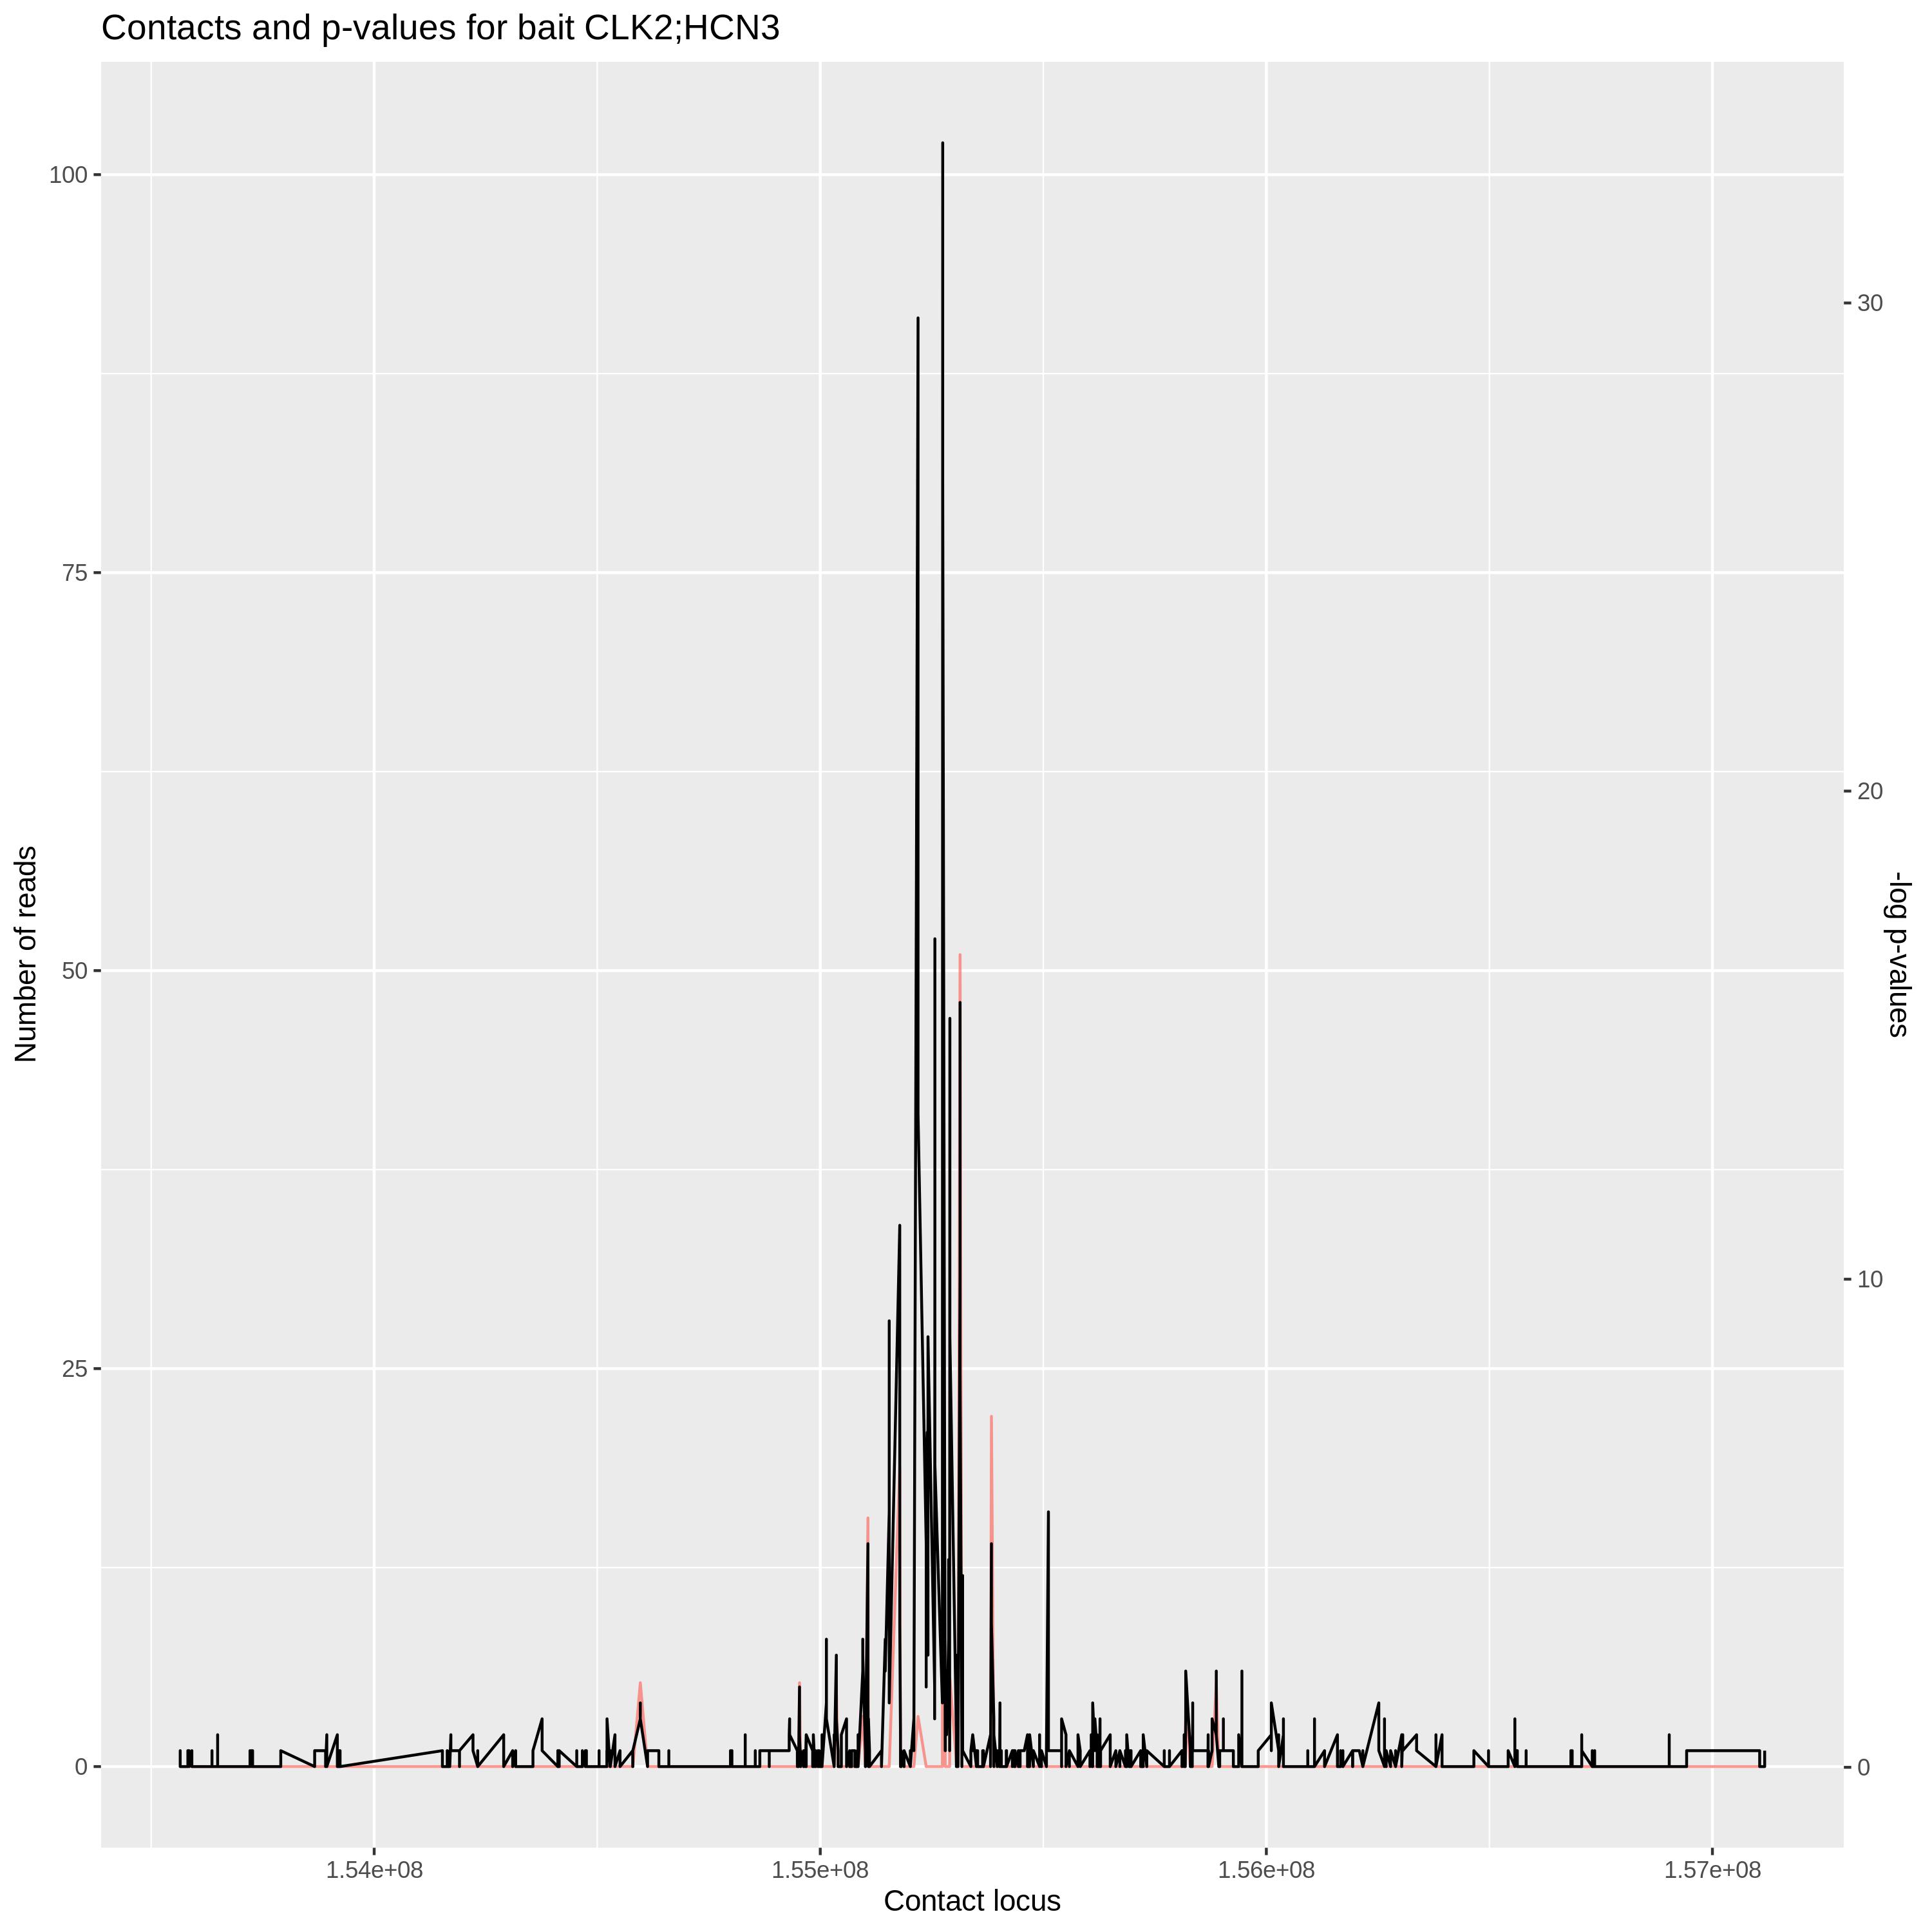 Contacts and p-values for bait CLK2;HCN3
100
75
50
25
0
Number of reads
30
20
10
0
-log p-values
1.54e+08
1.55e+08
1.56e+08
1.57e+08
Contact locus